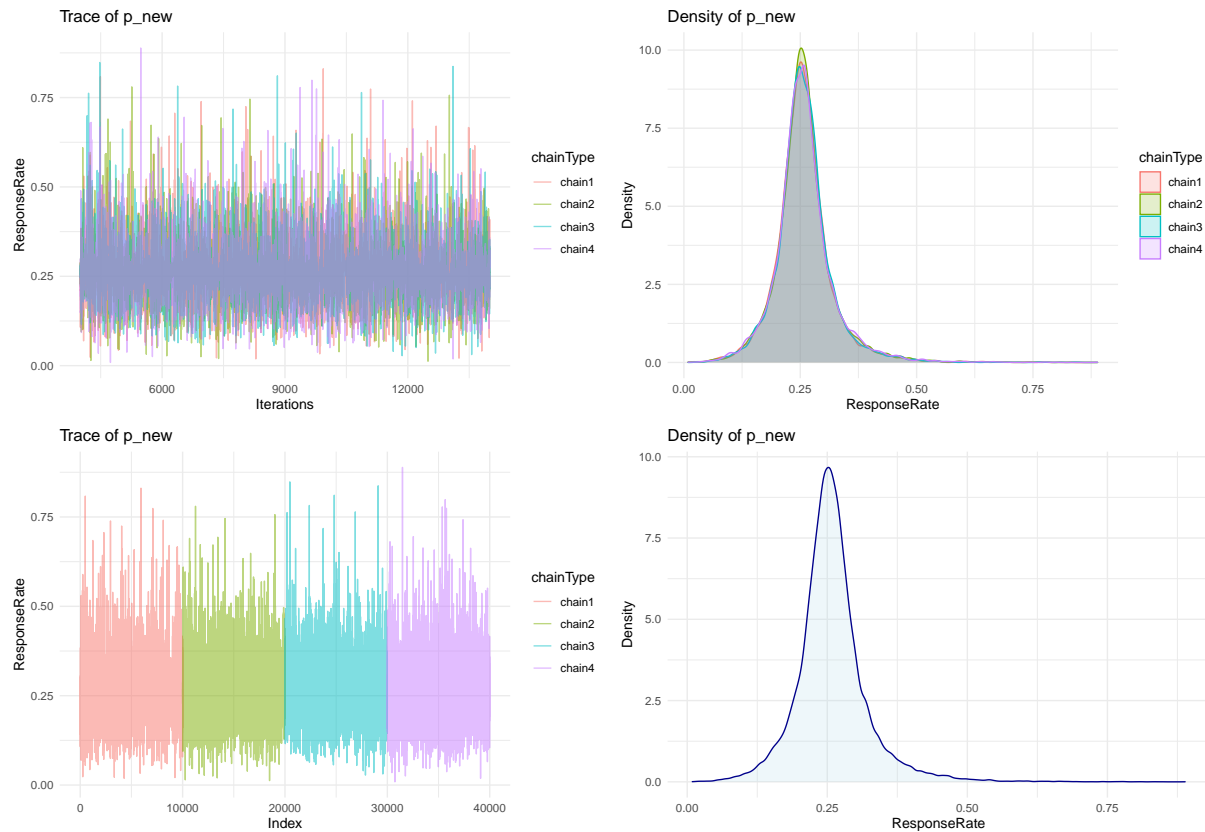 Trace of p_new
ResponseRate
0.75
0.50
0.25
0.00
6000 9000 12000
Iterations
chainType
chain1
chain2
chain3
chain4
Density of p_new
Density
10.0
7.5
5.0
2.5
0.0
0.00 0.25 0.50 0.75
ResponseRate
chainType
chain1
chain2
chain3
chain4
Trace of p_new
ResponseRate
0.75
0.50
0.25
0.00
0 10000 20000 30000 40000
Index
chainType
chain1
chain2
chain3
chain4
Density of p_new
Density
10.0
7.5
5.0
2.5
0.0
0.00 0.25 0.50 0.75
ResponseRate